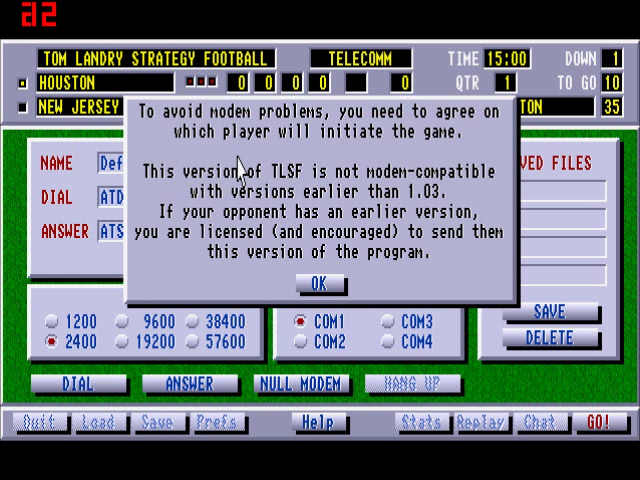 a2
TOM LANDRY STRATEGY FOOTBALL TELECOMM TIME 15:00 DOWN 1
HOUSTON 0 0 0 0 0 QTR 1 TO GO 10
NEW JERSEY TON 35
To avoid modem problems, you need to agree on
which player will initiate the game.
This version of TLSF is not modem-compatible
with versions earlier than 1.03.
If your opponent has an earlier version,
you are licensed (and encouraged) to send them
this version of the program.
OK
NAME Def VED FILES
DIAL ATD
ANSWER ATS
1200 9600 38400 COM1 COM3 SAVE
2400 19200 57600 COM2 COM4 DELETE
DIAL ANSWER NULL MODEM HANG UP
Quit Load Save Prefs Help Stats Replay Chat GO!